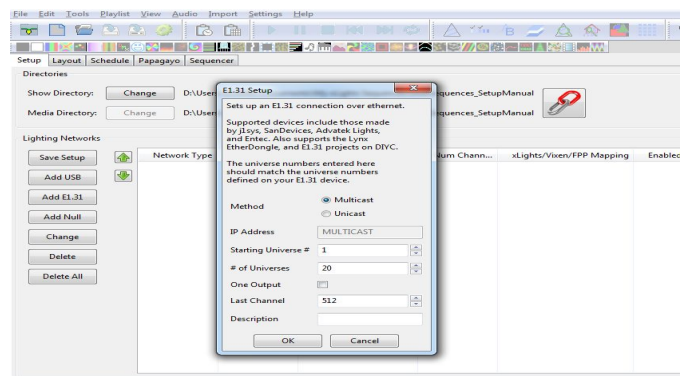 File Edit Tools Playlist View Audio Import Settings Help
Setup Layout Schedule Papagayo Sequencer
Directories
Show Directory: Change D:\User equences_SetupManual
Media Directory: Change D:\User equences_SetupManual
Lighting Networks
Save Setup
Add USB
Add E1.31
Add Null
Change
Delete
Delete All
Network Type Num Chann... xLights/Vixen/FPP Mapping Enabled
E1.31 Setup
Sets up an E1.31 connection over ethernet.
Supported devices include those made
by j1sys, SanDevices, Advatek Lights,
and Entec. Also supports the Lynx
EtherDongle, and E1.31 projects on DIYC.
The universe numbers entered here
should match the universe numbers
defined on your E1.31 device.
Method
Multicast
Unicast
IP Address MULTICAST
Starting Universe # 1
# of Universes 20
One Output
Last Channel 512
Description
OK Cancel